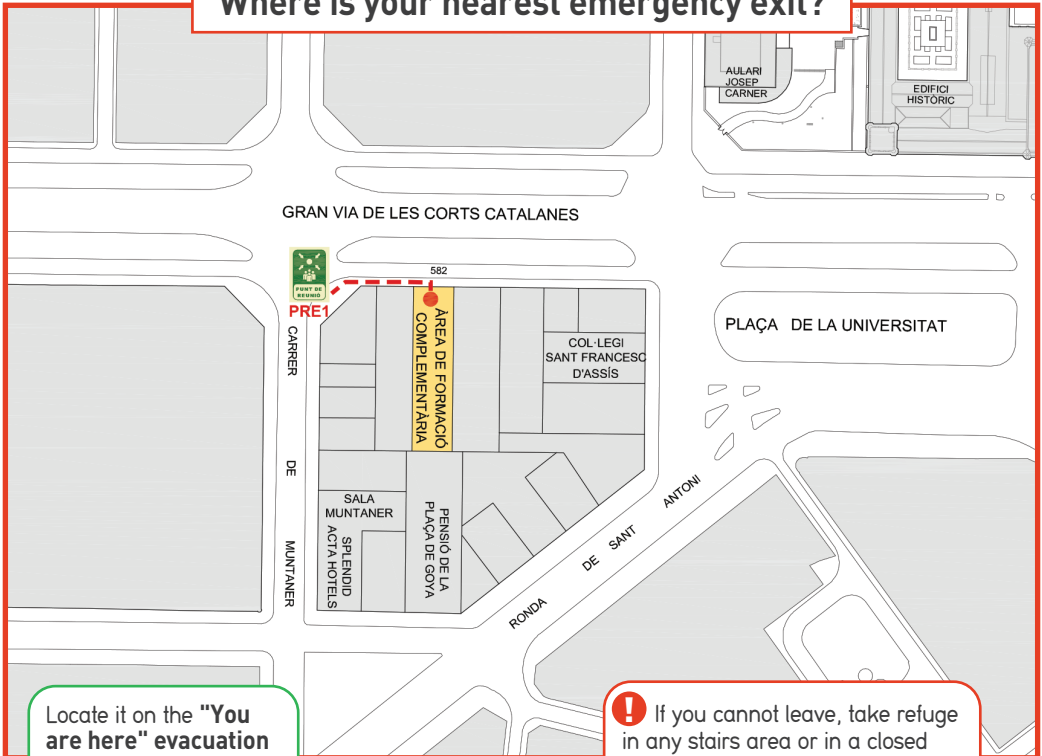 Where is your nearest emergency exit?
AULARI
JOSEP
CARNER
EDIFICI
HISTÒRIC
GRAN VIA DE LES CORTS CATALANES
PUNT DE
REUNIÓ
PRE1
582
ÀREA DE FORMACIÓ
COMPLEMENTÀRIA
COL·LEGI
SANT FRANCESC
D'ASSÍS
PLAÇA DE LA UNIVERSITAT
CARRER DE MUNTANER
SALA
MUNTANER
SPLENDID
ACTA HOTELS
PENSIÓ DE LA
PLAÇA DE GOYA
RONDA DE SANT ANTONI
Locate it on the "You
are here" evacuation
! If you cannot leave, take refuge
in any stairs area or in a closed